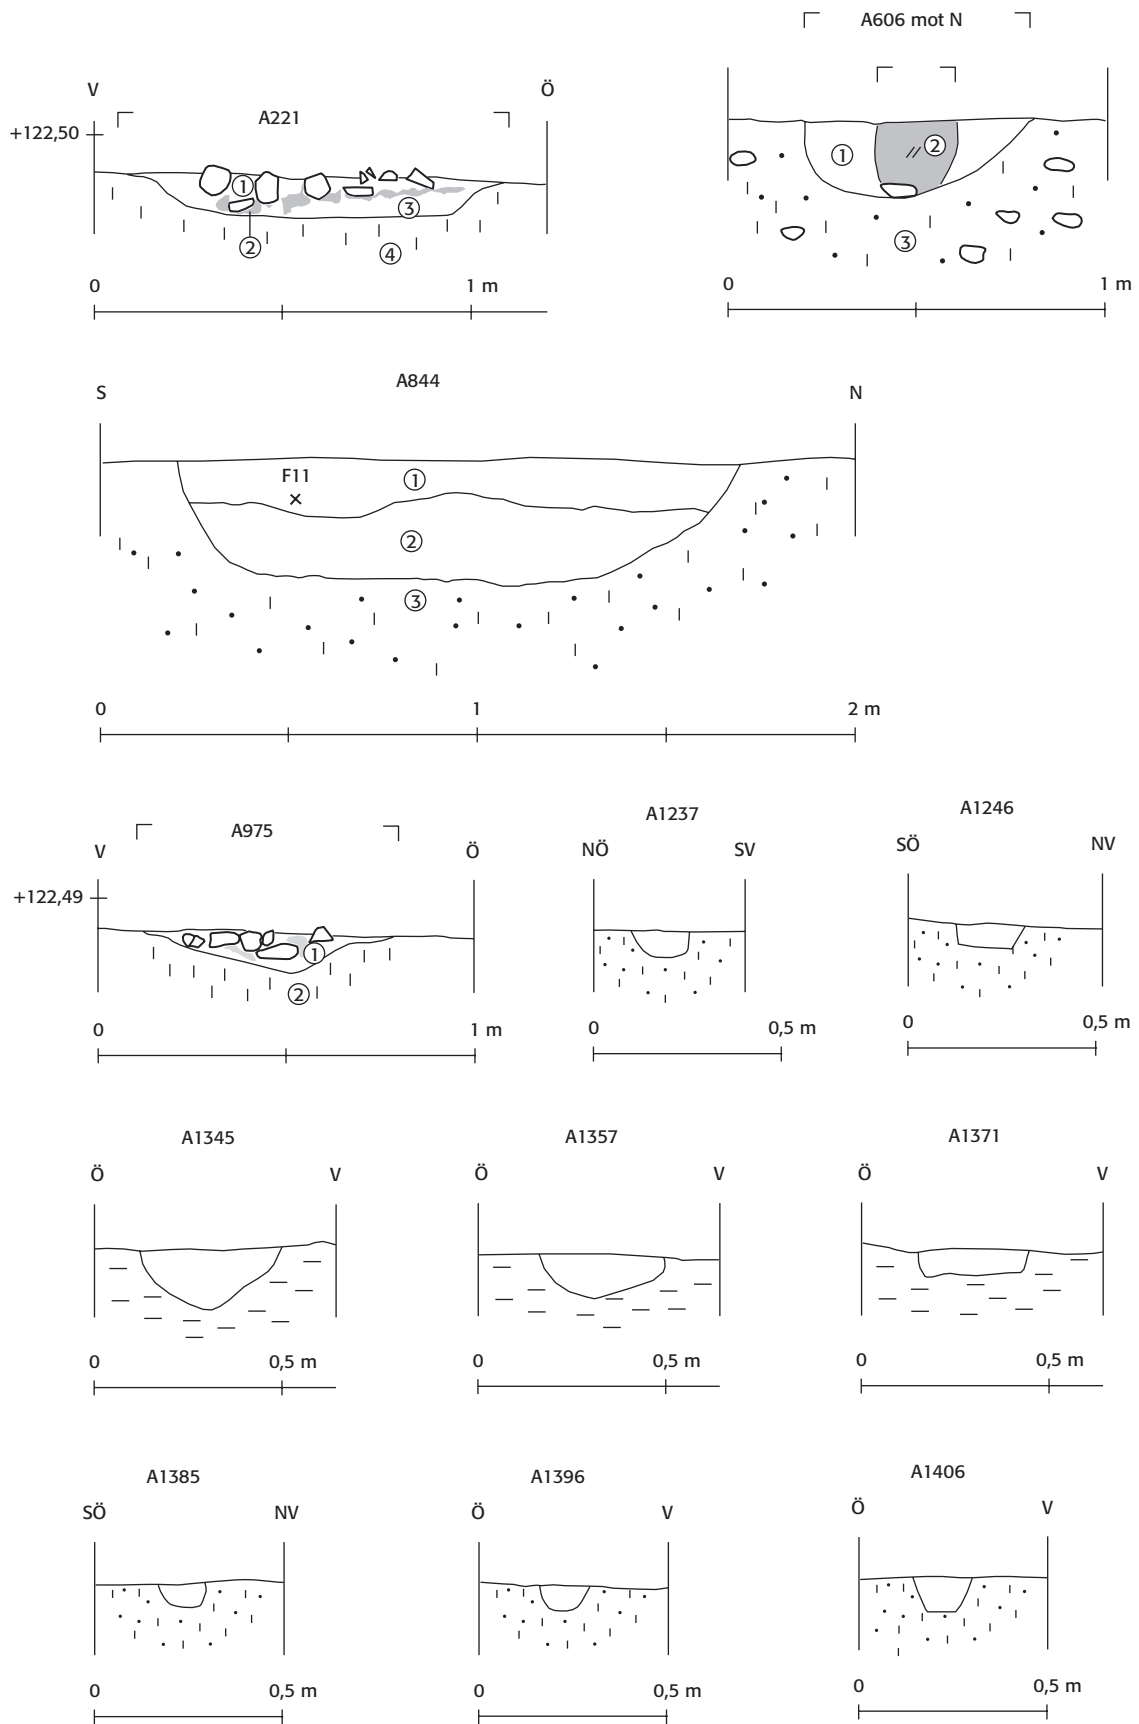 A606 mot N
V Ö
A221
+122,50
① ② ③ ④
0 1 m
① ② ③
0 1 m
A844
S N
F11
①
②
③
0 1 2 m
A975
V Ö
+122,49
①
②
0 1 m
A1237
NÖ SV
0 0,5 m
A1246
SÖ NV
0 0,5 m
A1345
Ö V
0 0,5 m
A1357
Ö V
0 0,5 m
A1371
Ö V
0 0,5 m
A1385
SÖ NV
0 0,5 m
A1396
Ö V
0 0,5 m
A1406
Ö V
0 0,5 m